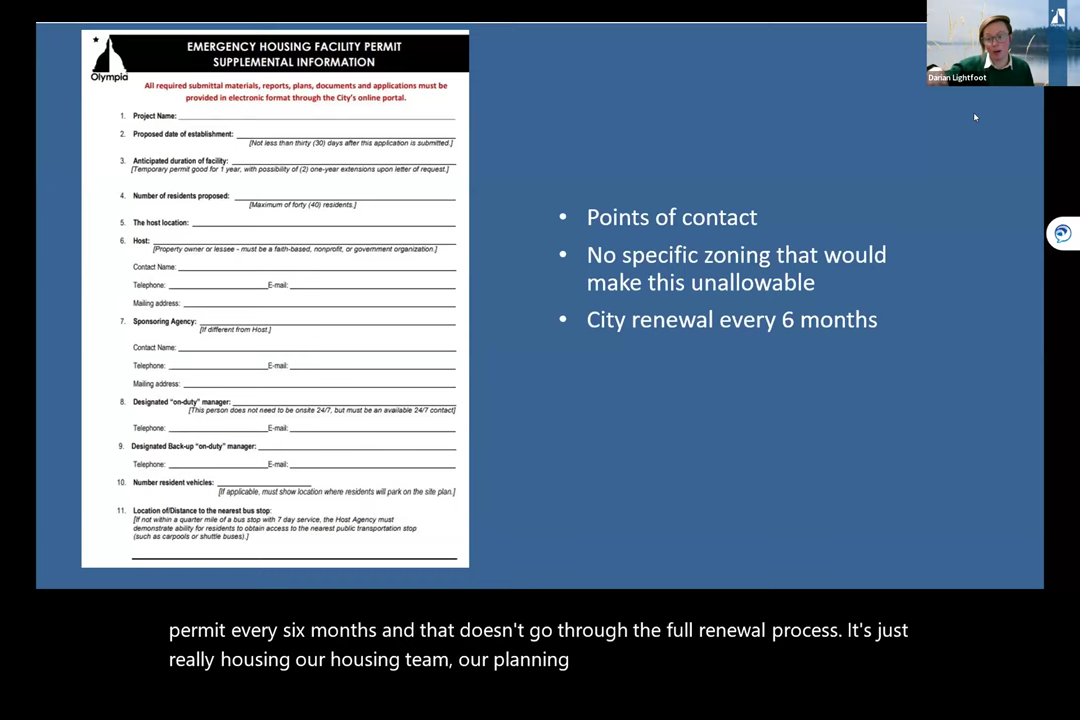 EMERGENCY HOUSING FACILITY PERMIT
SUPPLEMENTAL INFORMATION
Olympia
All required submittal materials, reports, plans, documents and applications must be
provided in electronic format through the City's online portal.
1. Project Name:
2. Proposed date of establishment:
[Not less than thirty (30) days after this application is submitted.]
3. Anticipated duration of facility:
[Temporary permit good for 1 year, with possibility of (2) one-year extensions upon letter of request.]
4. Number of residents proposed:
[Maximum of forty (40) residents.]
5. The host location:
6. Host:
[Property owner or lessee - must be a faith-based, nonprofit, or government organization.]
Contact Name:
Telephone: E-mail:
Mailing address:
7. Sponsoring Agency:
[If different from Host.]
Contact Name:
Telephone: E-mail:
Mailing address:
8. Designated "on-duty" manager:
[This person does not need to be onsite 24/7, but must be an available 24/7 contact]
Telephone: E-mail:
9. Designated Back-up "on-duty" manager:
Telephone: E-mail:
10. Number resident vehicles:
[If applicable, must show location where residents will park on the site plan.]
11. Location of/Distance to the nearest bus stop:
[If not within a quarter mile of a bus stop with 7 day service, the Host Agency must
demonstrate ability for residents to obtain access to the nearest public transportation stop
(such as carpools or shuttle buses).]
• Points of contact
• No specific zoning that would
make this unallowable
• City renewal every 6 months
Darian Lightfoot
permit every six months and that doesn't go through the full renewal process. It's just
really housing our housing team, our planning